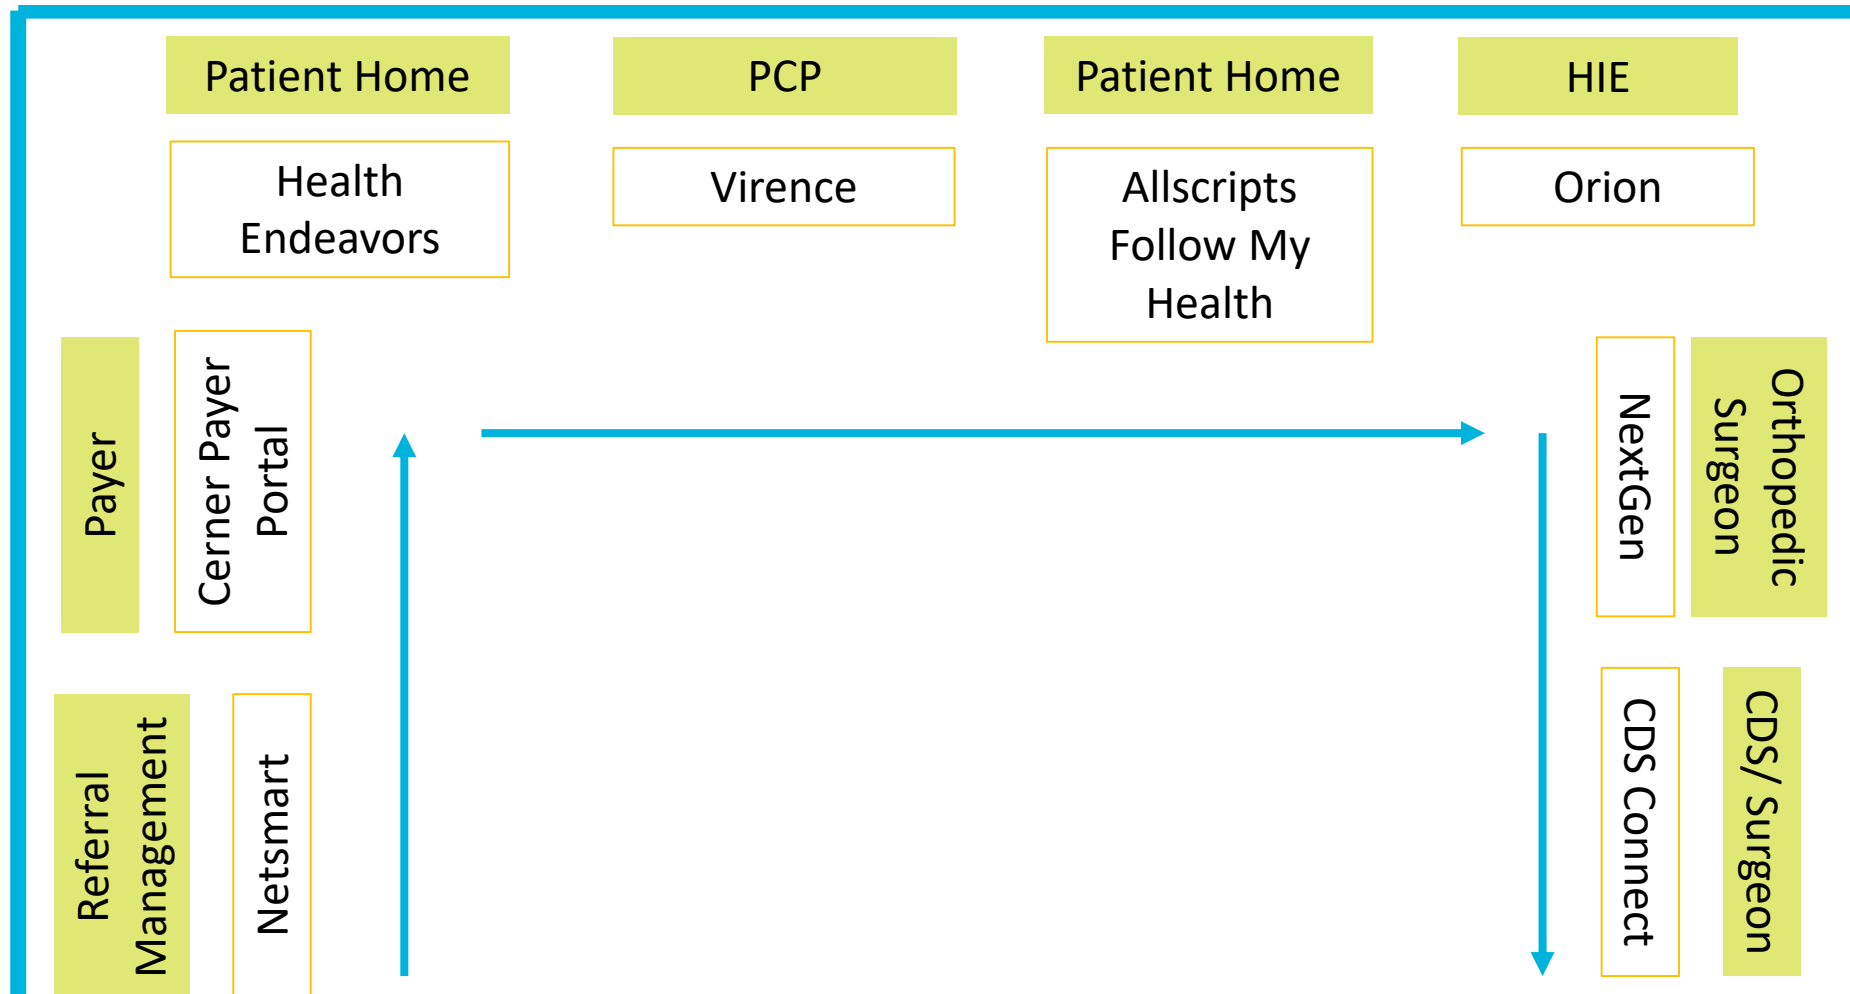 Patient Home
PCP
Patient Home
HIE
Health
Endeavors
Virence
Allscripts
Follow My
Health
Orion
Payer
Cerner Payer
Portal
NextGen
Orthopedic
Surgeon
Referral
Management
Netsmart
CDS Connect
CDS/ Surgeon